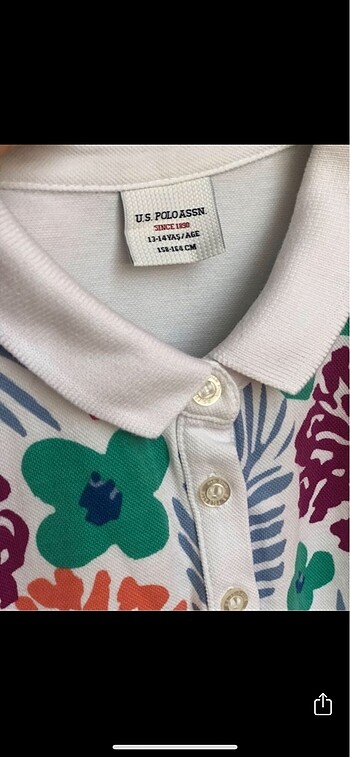 U.S. POLO ASSN.
SINCE 1890
13-14 YAŞ/AGE
158-164 CM